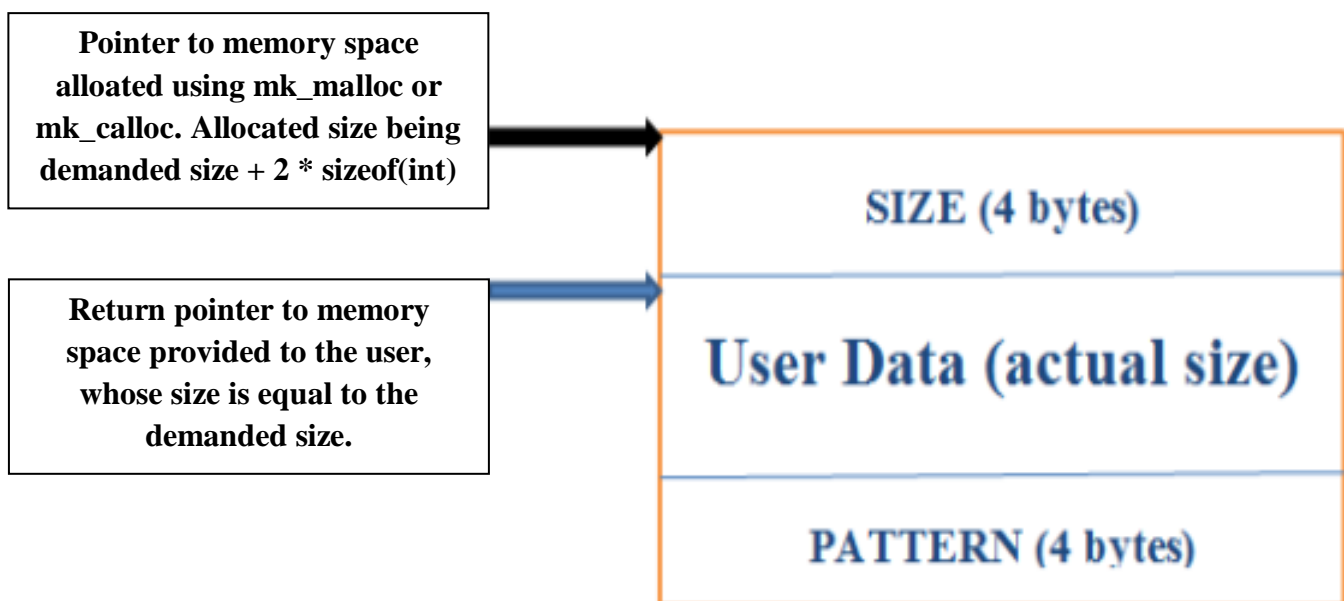 Pointer to memory space
alloated using mk_malloc or
mk_calloc. Allocated size being
demanded size + 2 * sizeof(int)
SIZE (4 bytes)
Return pointer to memory
space provided to the user,
whose size is equal to the
demanded size.
User Data (actual size)
PATTERN (4 bytes)